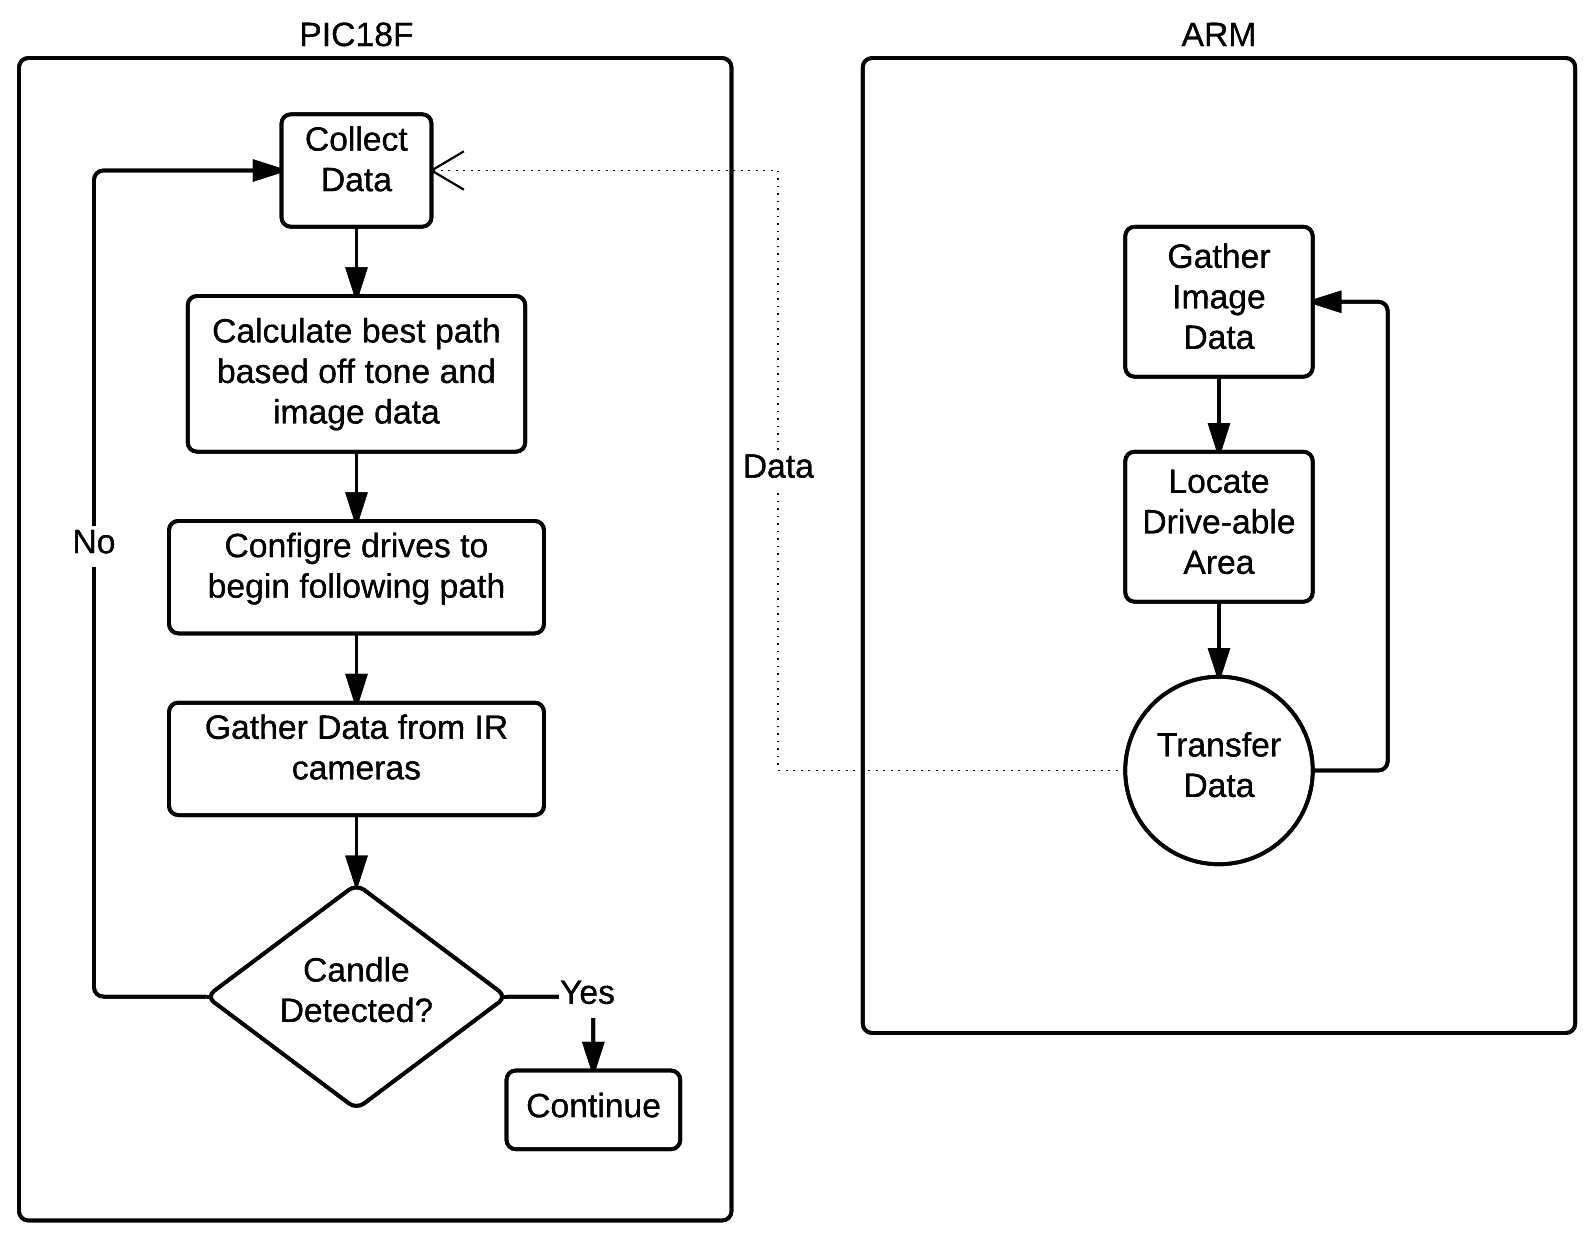 PIC18F
Collect
Data
Calculate best path
based off tone and
image data
Configre drives to
begin following path
No
Gather Data from IR
cameras
Candle
Detected?
Yes
Continue
Data
ARM
Gather
Image
Data
Locate
Drive-able
Area
Transfer
Data